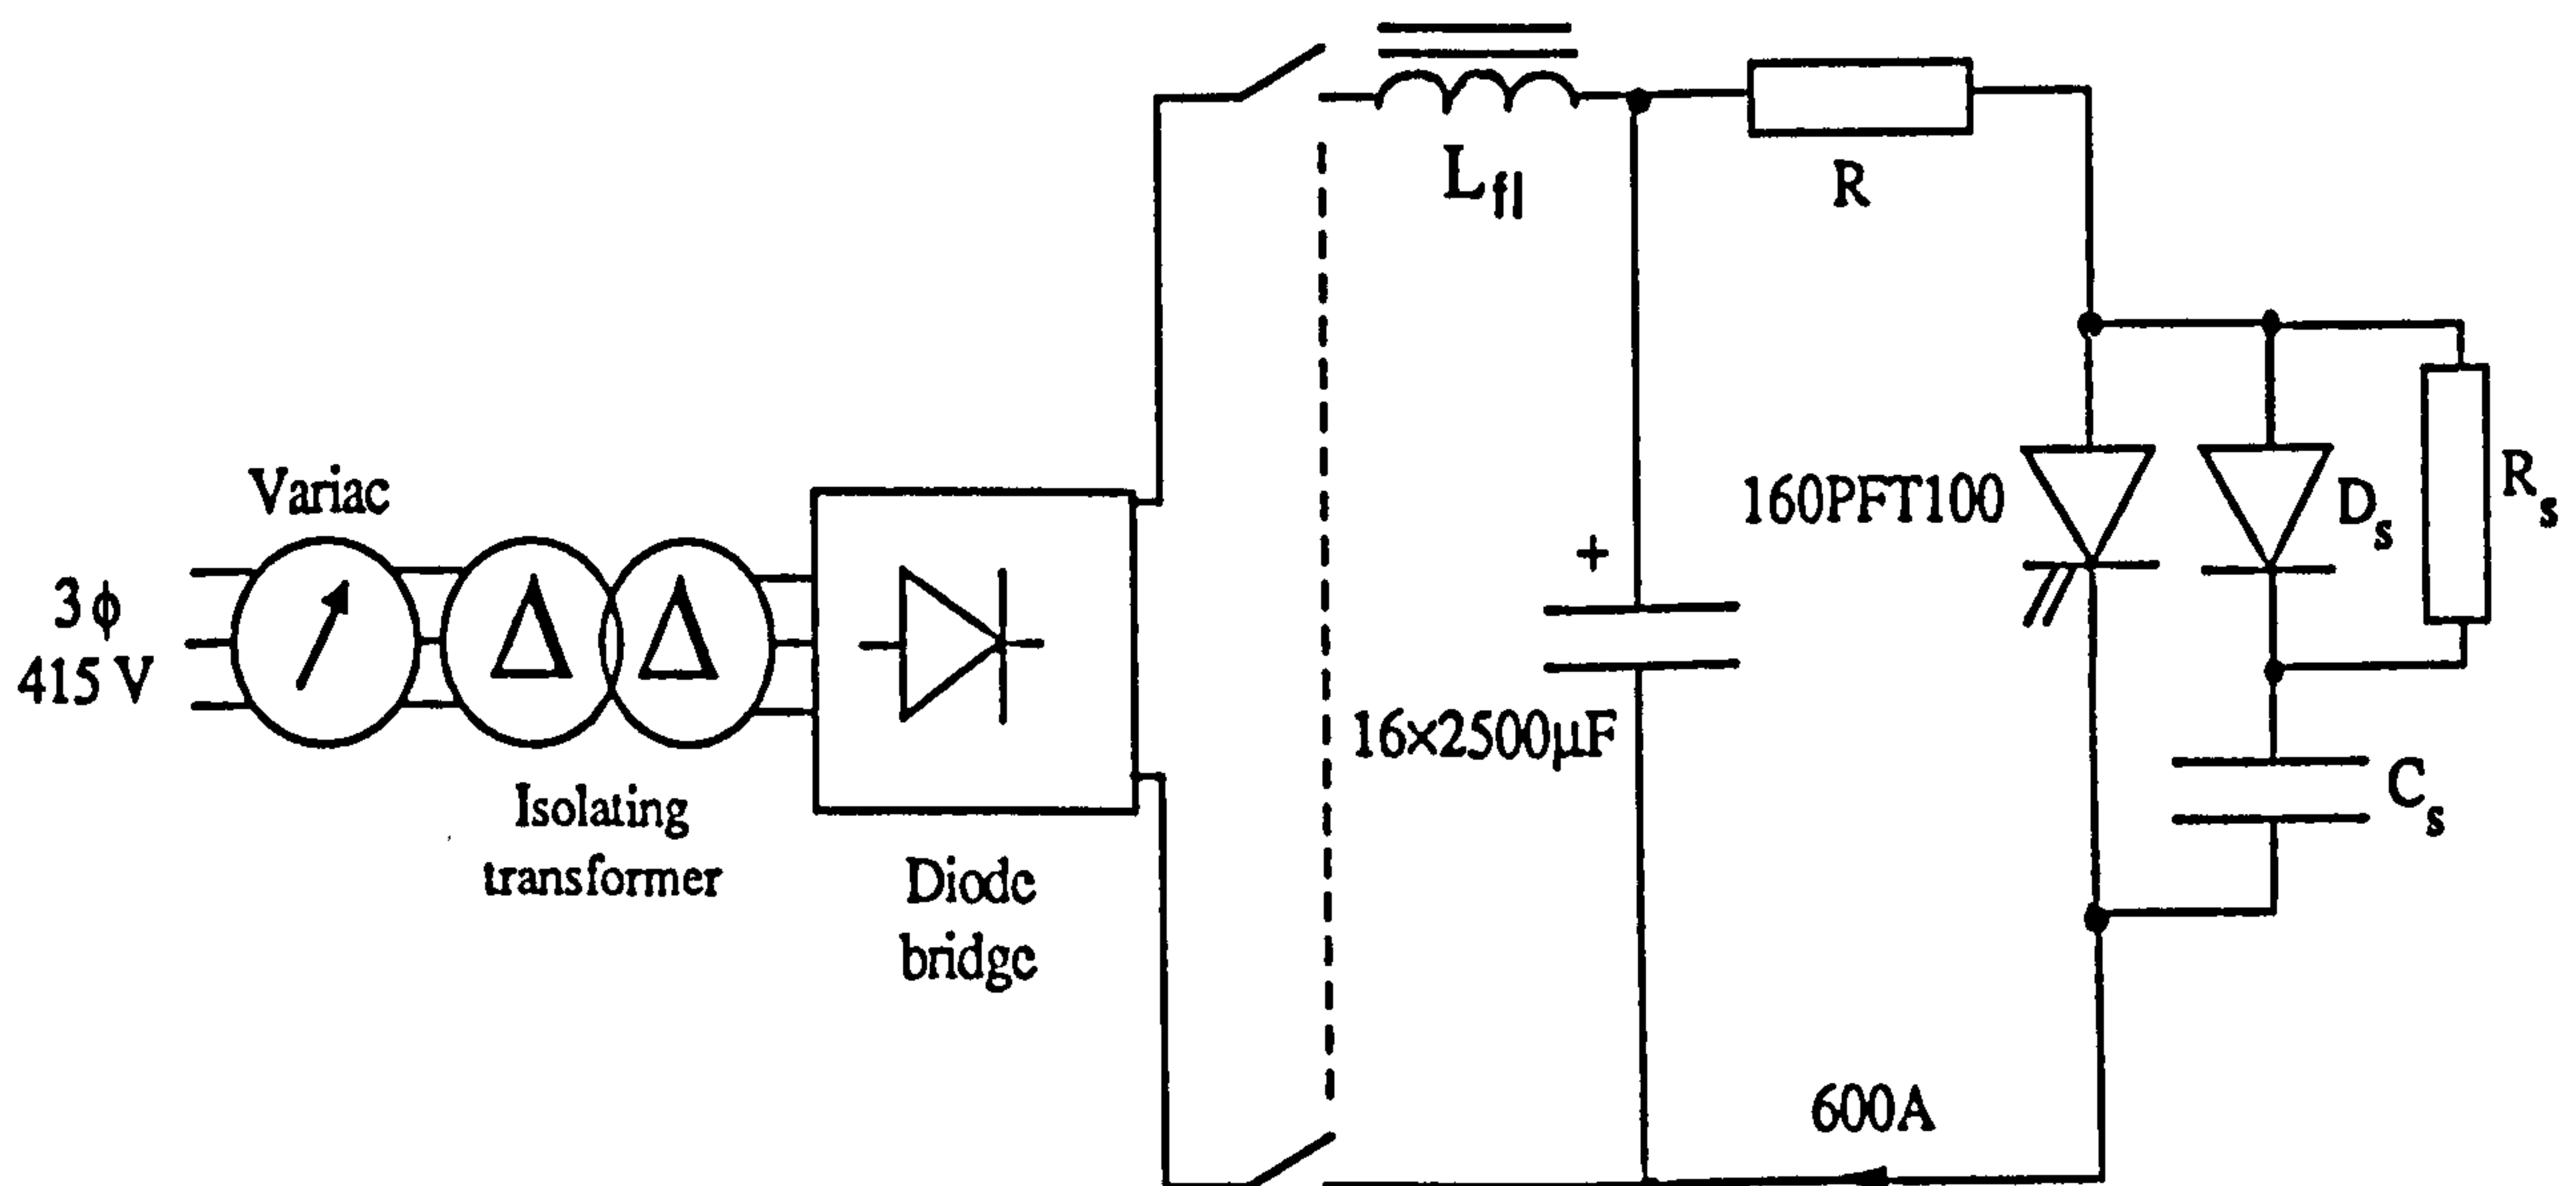 Variac
3ϕ
415 V
Isolating
transformer
Diode
bridge
L_fl
R
+
16×2500μF
160PFT100
D_s
R_s
C_s
600A